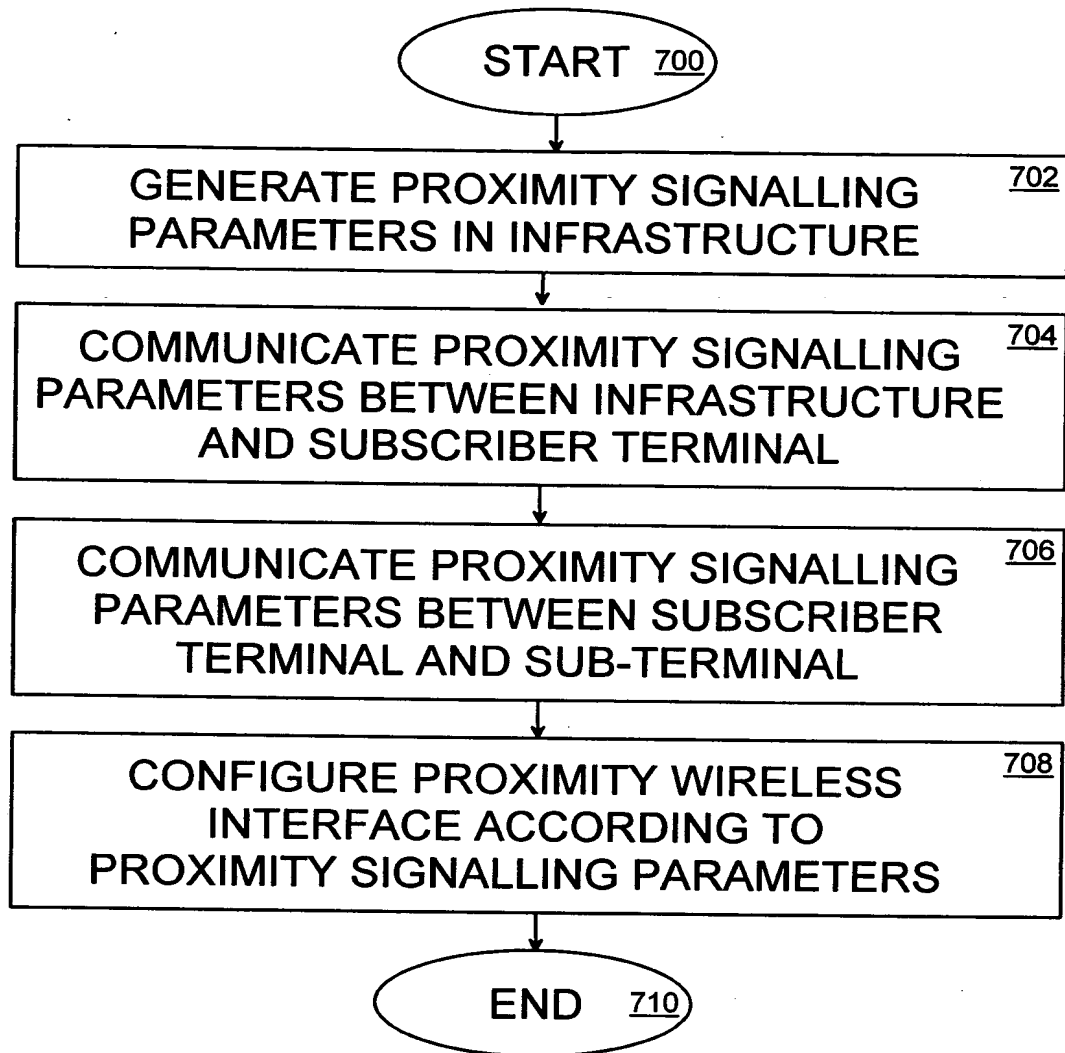 START 700
GENERATE PROXIMITY SIGNALLING 702
PARAMETERS IN INFRASTRUCTURE
COMMUNICATE PROXIMITY SIGNALLING 704
PARAMETERS BETWEEN INFRASTRUCTURE
AND SUBSCRIBER TERMINAL
COMMUNICATE PROXIMITY SIGNALLING 706
PARAMETERS BETWEEN SUBSCRIBER
TERMINAL AND SUB-TERMINAL
CONFIGURE PROXIMITY WIRELESS 708
INTERFACE ACCORDING TO
PROXIMITY SIGNALLING PARAMETERS
END 710